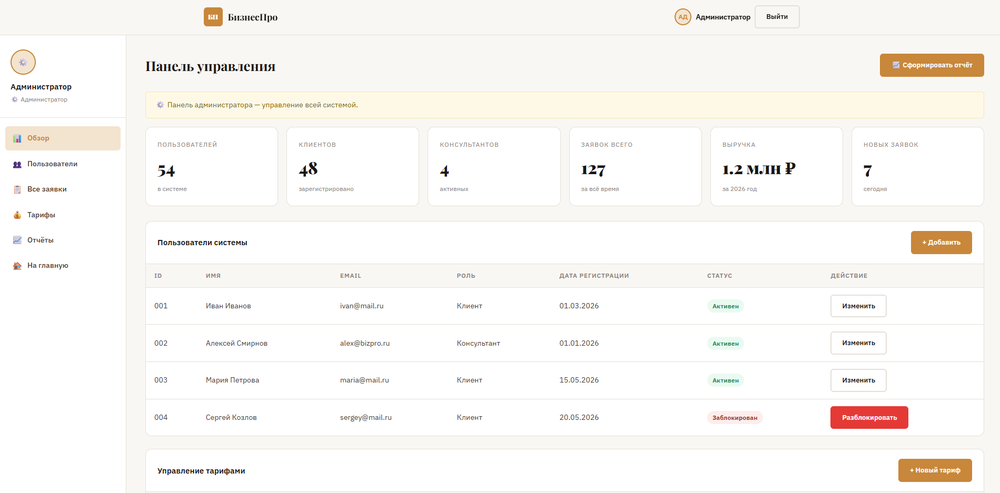 БП БизнесПро
АД Администратор Выйти
Администратор
Администратор
Обзор
Пользователи
Все заявки
Тарифы
Отчёты
На главную
Панель управления
Сформировать отчёт
Панель администратора — управление всей системой.
ПОЛЬЗОВАТЕЛЕЙ
54
в системе
КЛИЕНТОВ
48
зарегистрировано
КОНСУЛЬТАНТОВ
4
активных
ЗАЯВОК ВСЕГО
127
за всё время
ВЫРУЧКА
1.2 млн ₽
за 2026 год
НОВЫХ ЗАЯВОК
7
сегодня
Пользователи системы
+ Добавить
ID ИМЯ EMAIL РОЛЬ ДАТА РЕГИСТРАЦИИ СТАТУС ДЕЙСТВИЕ
001 Иван Иванов ivan@mail.ru Клиент 01.03.2026 Активен Изменить
002 Алексей Смирнов alex@bizpro.ru Консультант 01.01.2026 Активен Изменить
003 Мария Петрова maria@mail.ru Клиент 15.05.2026 Активен Изменить
004 Сергей Козлов sergey@mail.ru Клиент 20.05.2026 Заблокирован Разблокировать
Управление тарифами
+ Новый тариф